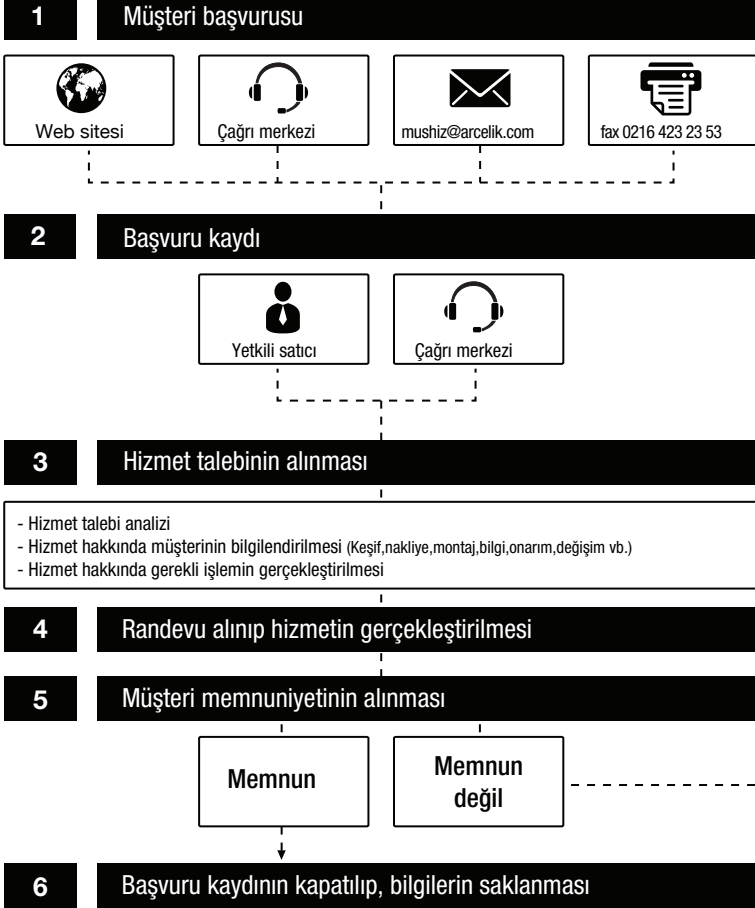 1 Müşteri başvurusu
Web sitesi
Çağrı merkezi
mushiz@arcelik.com
fax 0216 423 23 53
2 Başvuru kaydı
Yetkili satıcı
Çağrı merkezi
3 Hizmet talebinin alınması
- Hizmet talebi analizi
- Hizmet hakkında müşterinin bilgilendirilmesi (Keşif,nakliye,montaj,bilgi,onarım,değişim vb.)
- Hizmet hakkında gerekli işlemin gerçekleştirilmesi
4 Randevu alınıp hizmetin gerçekleştirilmesi
5 Müşteri memnuniyetinin alınması
Memnun
Memnun
değil
6 Başvuru kaydının kapatılıp, bilgilerin saklanması